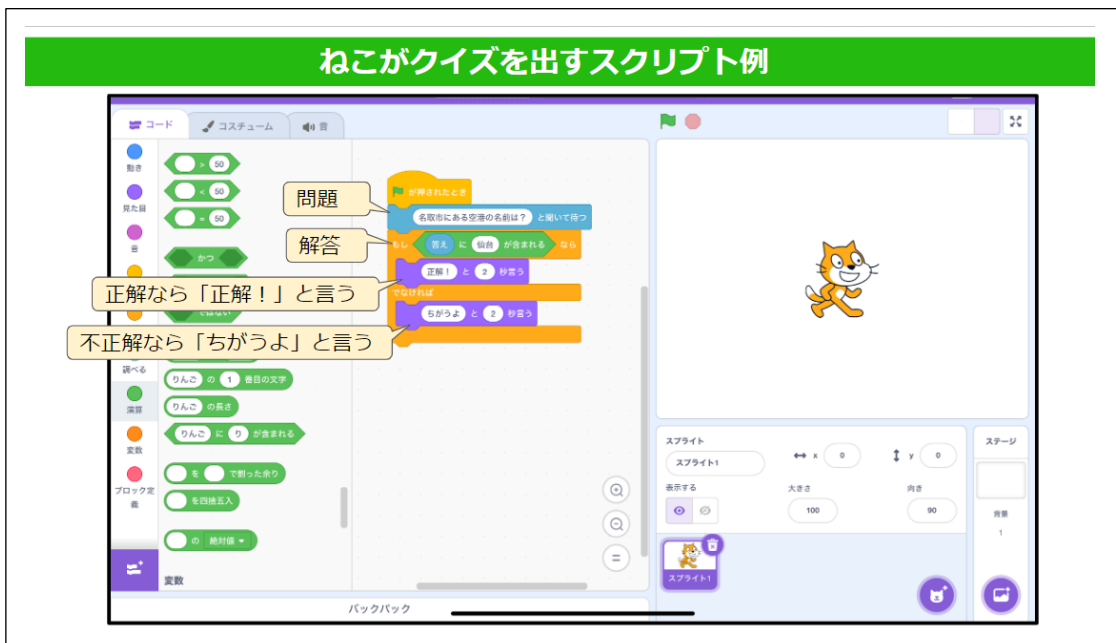 ねこがクイズを出すスクリプト例
コード
コスチューム
音
動き
見た目
音
調べる
演算
変数
ブロック定
義
> 50
< 50
= 50
かつ
ではない
りんご の 1 番目の文字
りんご の長さ
りんご に り が含まれる
を で割った余り
を四捨五入
の 絶対値
変数
問題
解答
正解なら「正解！」と言う
不正解なら「ちがうよ」と言う
が押されたとき
名取市にある空港の名前は？ と聞いて待つ
もし 答え に 仙台 が含まれる なら
正解！ と 2 秒言う
でなければ
ちがうよ と 2 秒言う
バックパック
スプライト
スプライト1
x 0
y 0
表示する
大きさ
100
向き
90
スプライト1
ステージ
背景
1